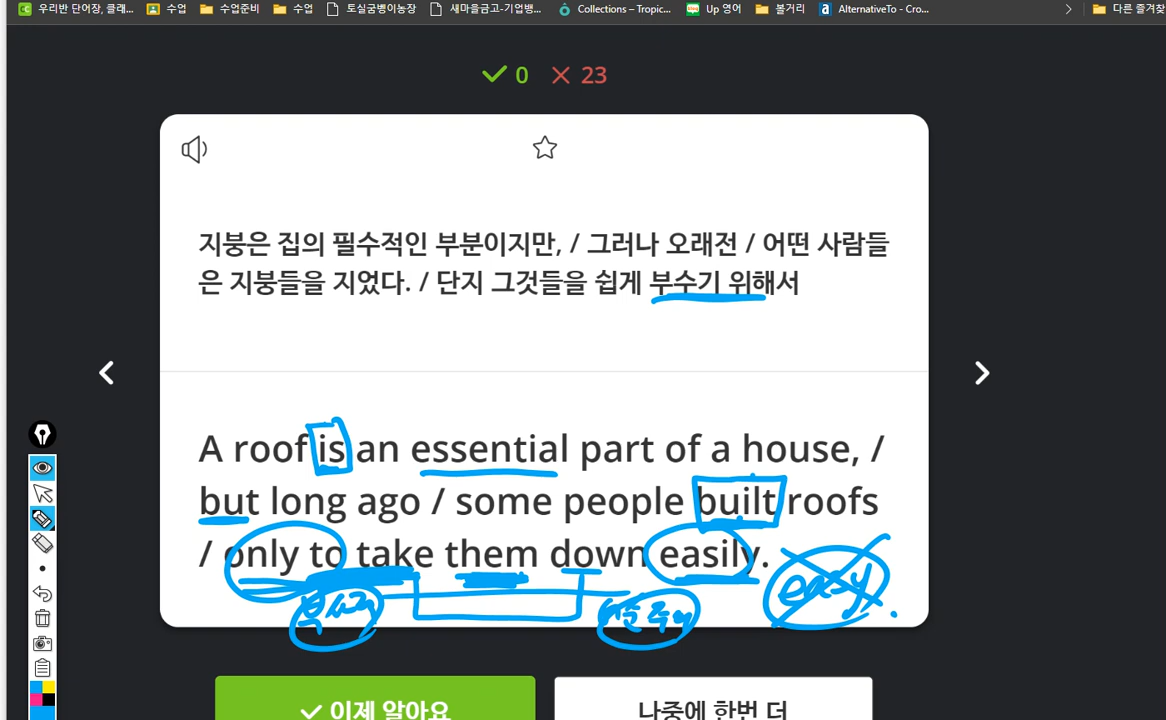 우리반 단어장, 클래... 수업 수업준비 수업 토실굼벵이농장 새마을금고-기업뱅... Collections – Tropic... Up 영어 볼거리 AlternativeTo - Cro... 다른 즐겨찾
0 23
지붕은 집의 필수적인 부분이지만, / 그러나 오래전 / 어떤 사람들
은 지붕들을 지었다. / 단지 그것들을 쉽게 부수기 위해서
A roof is an essential part of a house, /
but long ago / some people built roofs
/ only to take them down easily.
easy
이제 알아요 나중에 한번 더